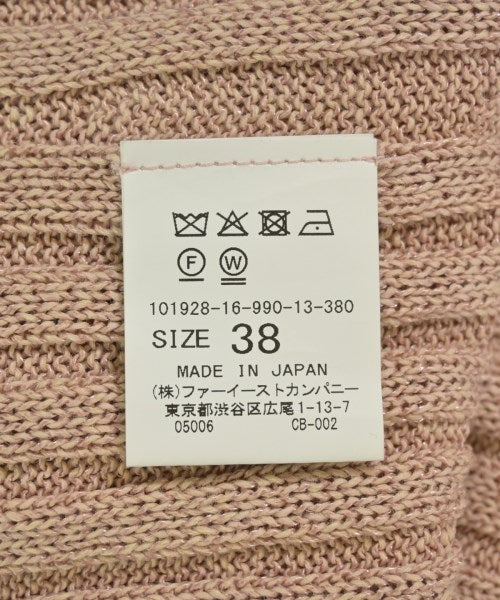 F W
101928-16-990-13-380
SIZE 38
MADE IN JAPAN
(株)ファーイーストカンパニー
東京都渋谷区広尾1-13-7
05006 CB-002